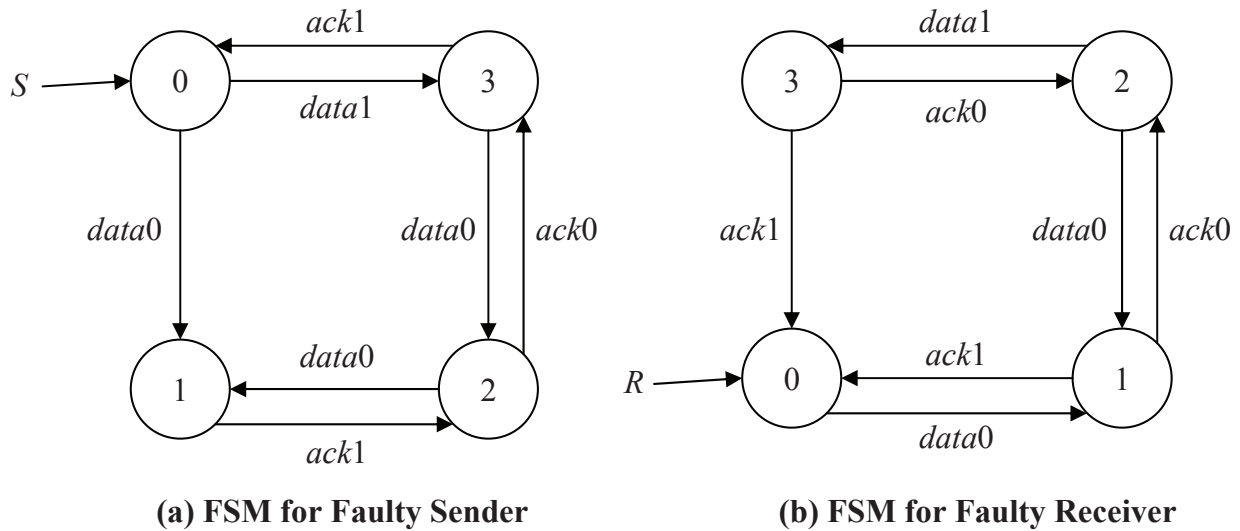 ack1
S
0
3
data1
data0
data0
ack0
data0
1
2
ack1
(a) FSM for Faulty Sender
data1
3
2
ack0
ack1
data0
ack0
ack1
R
0
1
data0
(b) FSM for Faulty Receiver